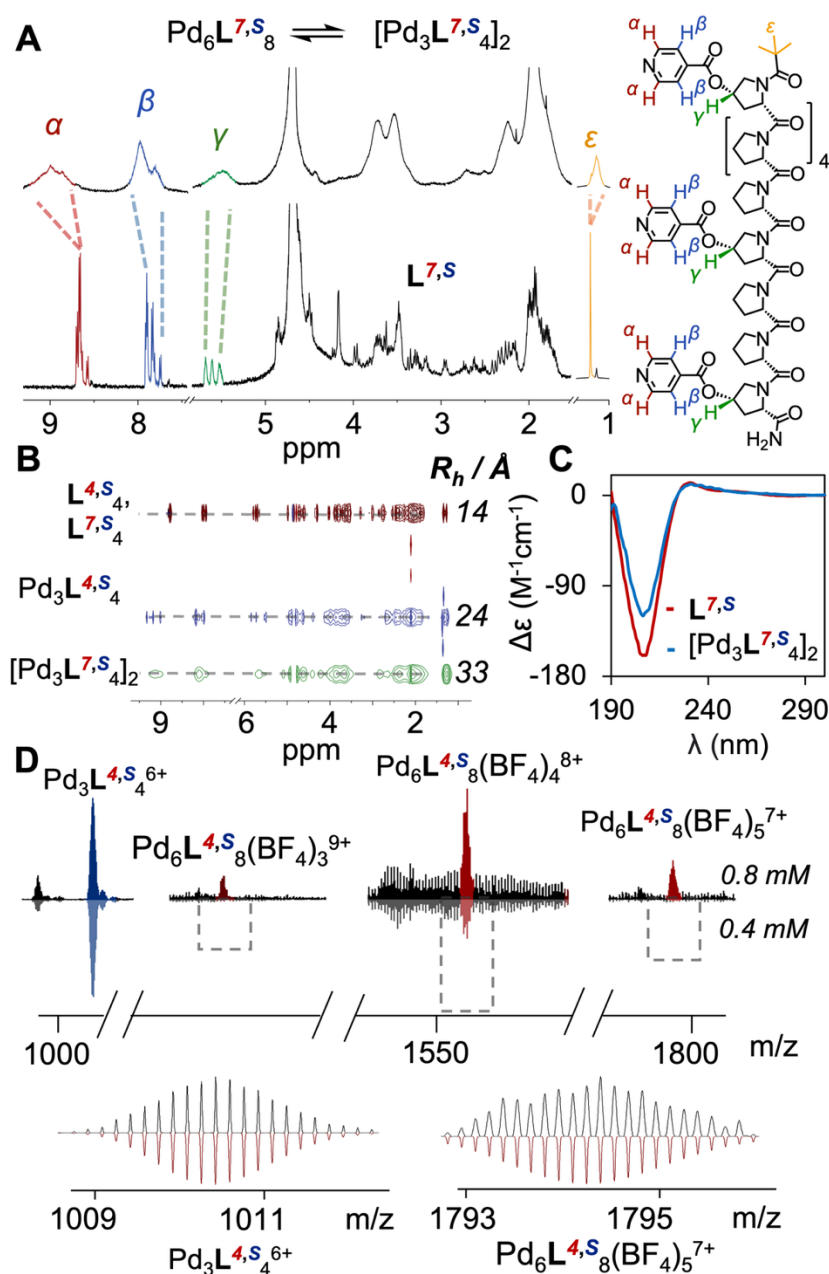 A
Pd6L7,S8 ⇌ [Pd3L7,S4]2
α
β
γ
ε
L7,S
9
8
5
4
3
2
1
ppm
ε
α H Hβ
N
O
O
N
O
α H Hβ
γ H
N
O
4
N
O
α H Hβ
N
O
O
N
O
α H Hβ
γ H
N
O
N
O
α H Hβ
N
O
O
N
O
α H Hβ
γ H
H2N
B
Rh / Å
L4,S4,
L7,S4
14
Pd3L4,S4
24
[Pd3L7,S4]2
33
9
6
4
2
ppm
C
0
-90
-180
Δε (M-1cm-1)
L7,S
[Pd3L7,S4]2
190
240
300
λ (nm)
D
Pd3L4,S46+
Pd6L4,S8(BF4)39+
Pd6L4,S8(BF4)48+
Pd6L4,S8(BF4)57+
0.8 mM
0.4 mM
1000
1550
1800
m/z
1009
1011
m/z
1793
1795
m/z
Pd3L4,S46+
Pd6L4,S8(BF4)57+